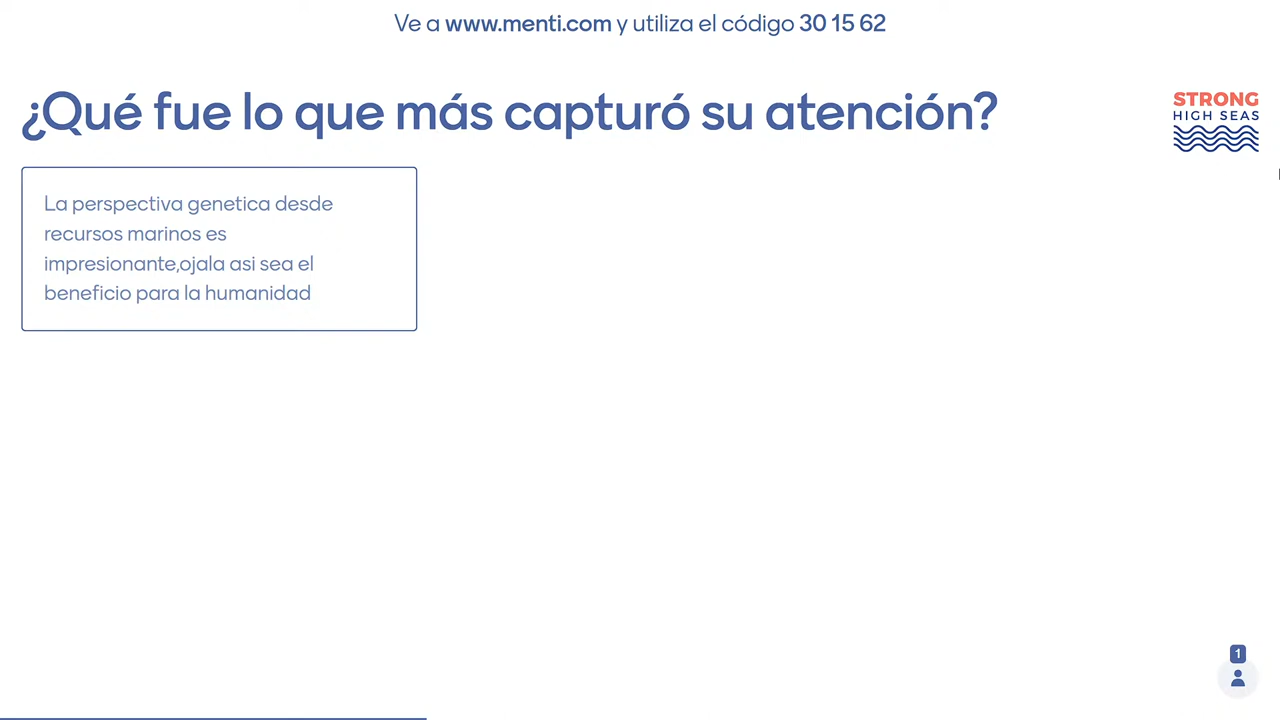 Ve a www.menti.com y utiliza el código 30 15 62
¿Qué fue lo que más capturó su atención?
STRONG
HIGH SEAS
La perspectiva genetica desde
recursos marinos es
impresionante,ojala asi sea el
beneficio para la humanidad
1